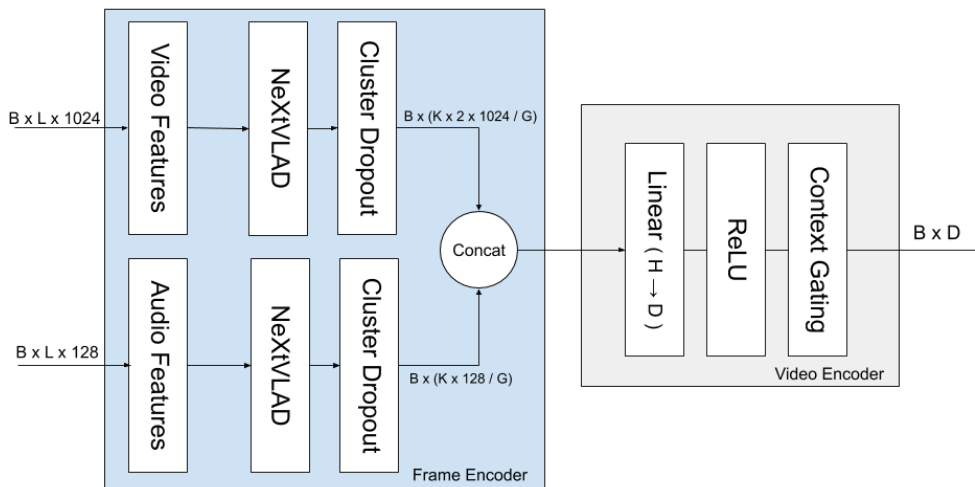 B x L x 1024
Video Features
NeXtVLAD
Cluster Dropout
B x (K x 2 x 1024 / G)
Concat
B x L x 128
Audio Features
NeXtVLAD
Cluster Dropout
B x (K x 128 / G)
Frame Encoder
Linear ( H → D )
ReLU
Context Gating
B x D
Video Encoder